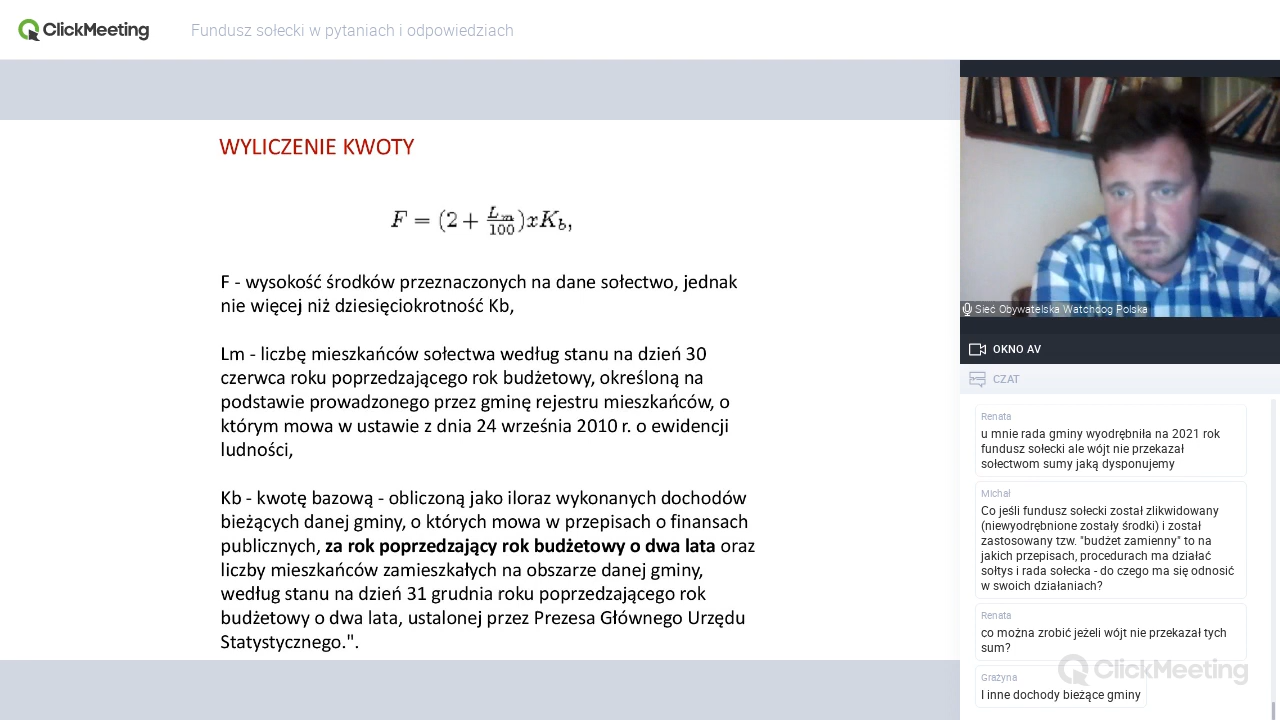 ClickMeeting
Fundusz sołecki w pytaniach i odpowiedziach
WYLICZENIE KWOTY
F = (2 + Lm/100)xKb,
F - wysokość środków przeznaczonych na dane sołectwo, jednak
nie więcej niż dziesięciokrotność Kb,
Lm - liczbę mieszkańców sołectwa według stanu na dzień 30
czerwca roku poprzedzającego rok budżetowy, określoną na
podstawie prowadzonego przez gminę rejestru mieszkańców, o
którym mowa w ustawie z dnia 24 września 2010 r. o ewidencji
ludności,
Kb - kwotę bazową - obliczoną jako iloraz wykonanych dochodów
bieżących danej gminy, o których mowa w przepisach o finansach
publicznych, za rok poprzedzający rok budżetowy o dwa lata oraz
liczby mieszkańców zamieszkałych na obszarze danej gminy,
według stanu na dzień 31 grudnia roku poprzedzającego rok
budżetowy o dwa lata, ustalonej przez Prezesa Głównego Urzędu
Statystycznego.".
Sieć Obywatelska Watchdog Polska
OKNO AV
CZAT
Renata
u mnie rada gminy wyodrębniła na 2021 rok
fundusz sołecki ale wójt nie przekazał
sołectwom sumy jaką dysponujemy
Michał
Co jeśli fundusz sołecki został zlikwidowany
(niewyodrębnione zostały środki) i został
zastosowany tzw. "budżet zamienny" to na
jakich przepisach, procedurach ma działać
sołtys i rada sołecka - do czego ma się odnosić
w swoich działaniach?
Renata
co można zrobić jeżeli wójt nie przekazał tych
sum?
Grażyna
I inne dochody bieżące gminy
ClickMeeting